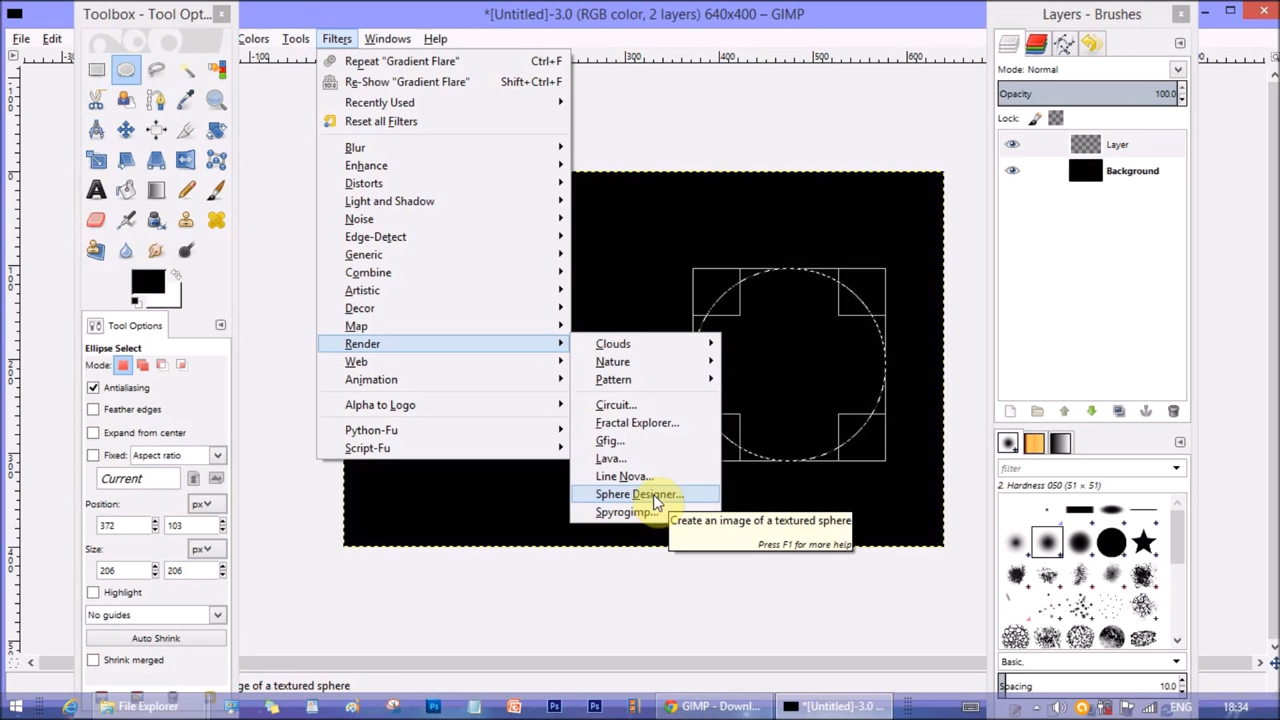 Toolbox - Tool Opt...
*[Untitled]-3.0 (RGB color, 2 layers) 640x400 – GIMP
Layers - Brushes
File Edit Colors Tools Filters Windows Help
-100 300 400 500 600
Repeat "Gradient Flare" Ctrl+F
Re-Show "Gradient Flare" Shift+Ctrl+F
Recently Used
Reset all Filters
Blur
Enhance
Distorts
Light and Shadow
Noise
Edge-Detect
Generic
Combine
Artistic
Decor
Map
Render
Web
Animation
Alpha to Logo
Python-Fu
Script-Fu
Clouds
Nature
Pattern
Circuit...
Fractal Explorer...
Gfig...
Lava...
Line Nova...
Sphere Designer...
Spyrogimp...
Create an image of a textured sphere
Press F1 for more help
Tool Options
Ellipse Select
Mode:
Antialiasing
Feather edges
Expand from center
Fixed: Aspect ratio
Current
Position: px
372 103
Size: px
206 206
Highlight
No guides
Auto Shrink
Shrink merged
Mode: Normal
Opacity 100.0
Lock:
Layer
Background
filter
2. Hardness 050 (51 × 51)
Basic,
Spacing 10.0
ge of a textured sphere
File Explorer
GIMP - Downl...
*[Untitled]-3.0 ...
ENG
18:34